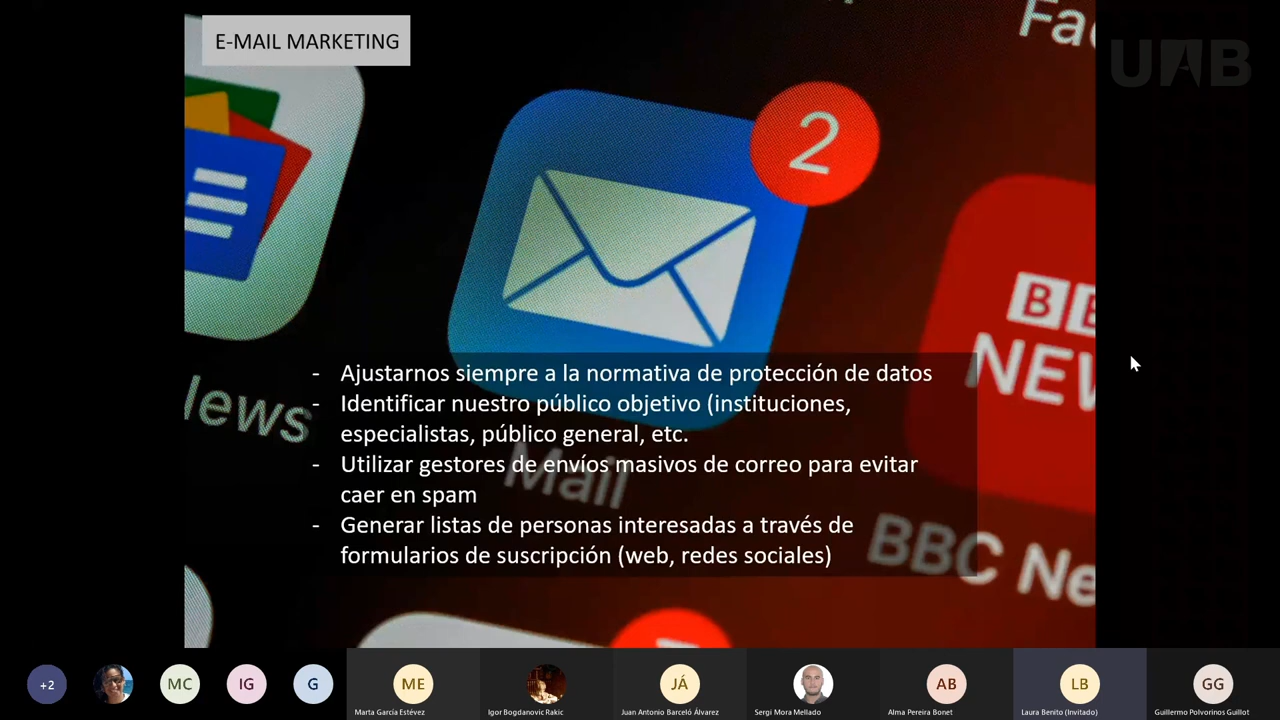 E-MAIL MARKETING
Fac
UAB
2
BBC
NEWS
News
Mail
BBC Ne
- Ajustarnos siempre a la normativa de protección de datos
- Identificar nuestro público objetivo (instituciones,
especialistas, público general, etc.
- Utilizar gestores de envíos masivos de correo para evitar
caer en spam
- Generar listas de personas interesadas a través de
formularios de suscripción (web, redes sociales)
+2
MC
IG
G
ME
JÁ
AB
LB
GG
Marta García Estévez
Igor Bogdanovic Rakic
Juan Antonio Barceló Álvarez
Sergi Mora Mellado
Alma Pereira Bonet
Laura Benito (Invitado)
Guillermo Polvorinos Guillot